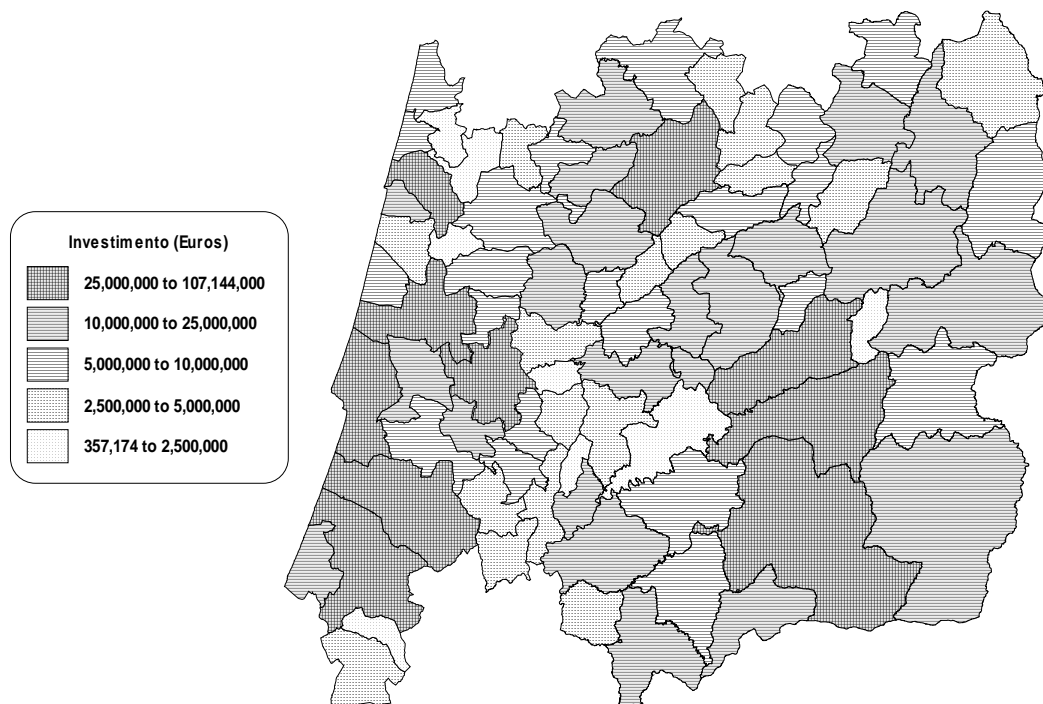 Investimento (Euros)
25,000,000 to 107,144,000
10,000,000 to 25,000,000
5,000,000 to 10,000,000
2,500,000 to 5,000,000
357,174 to 2,500,000